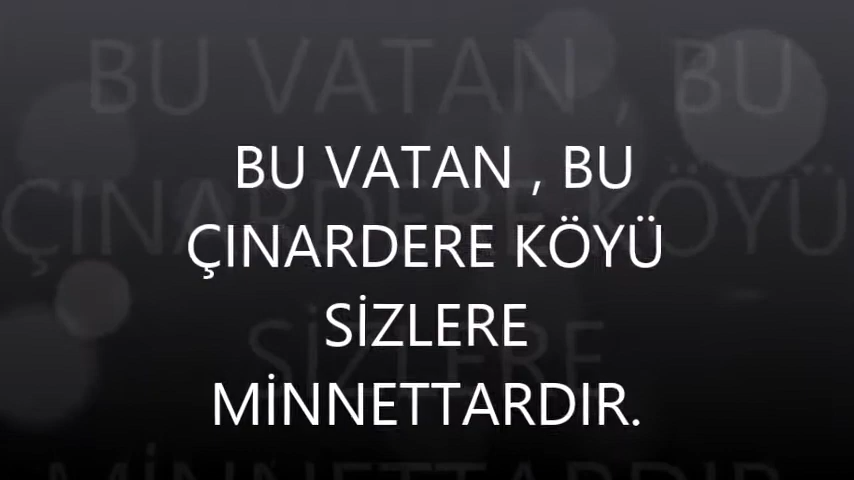 BU VATAN , BU
ÇINARDERE KÖYÜ
SİZLERE
MİNNETTARDIR.